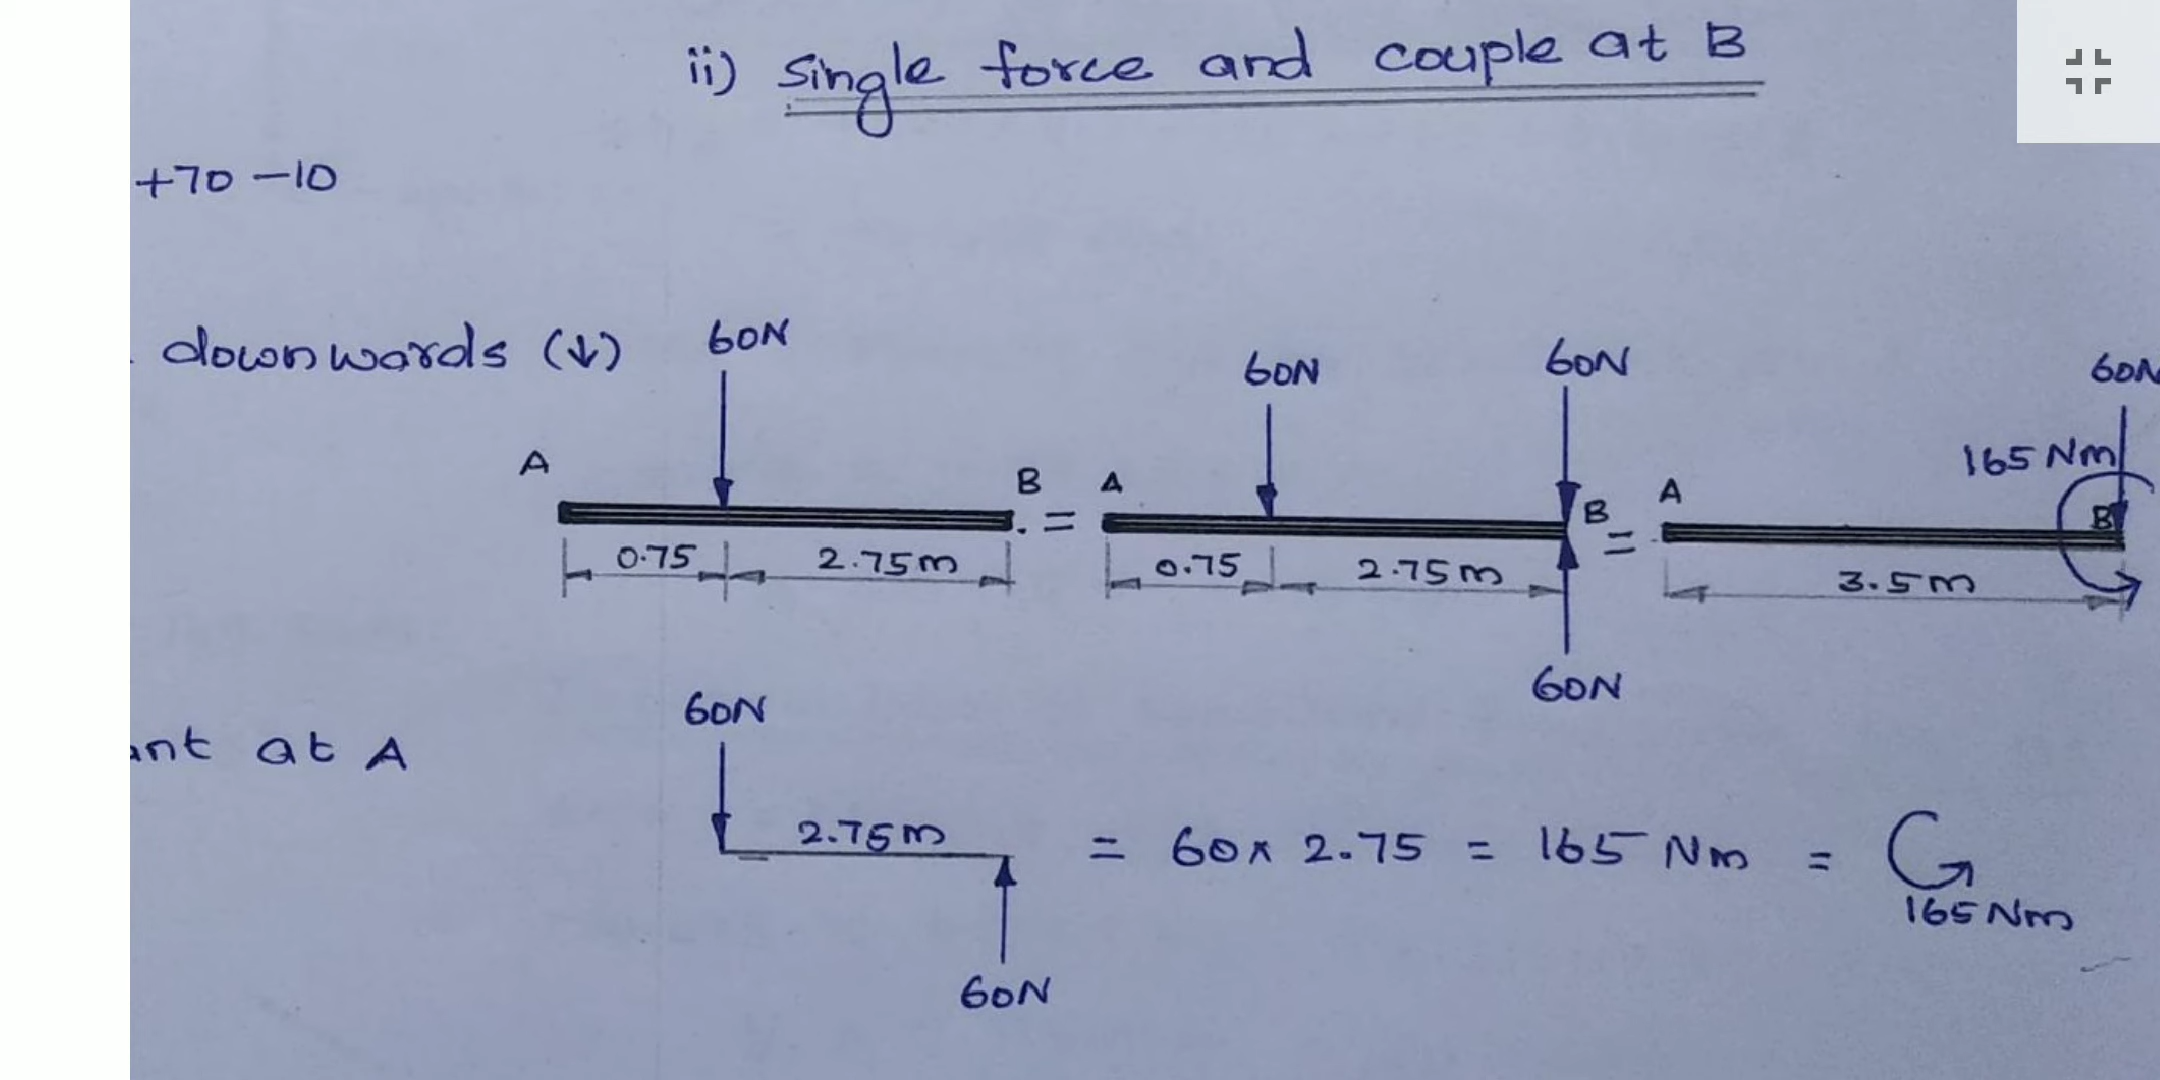 ii) single force and couple at B
+70 -10
downwards (↓)
60N 60N 60N 60N
165 Nm
A B = A B = A B
0.75 2.75m 0.75 2.75m 3.5m
60N
60N
at A
2.75m = 60 x 2.75 = 165 Nm =
165 Nm
60N